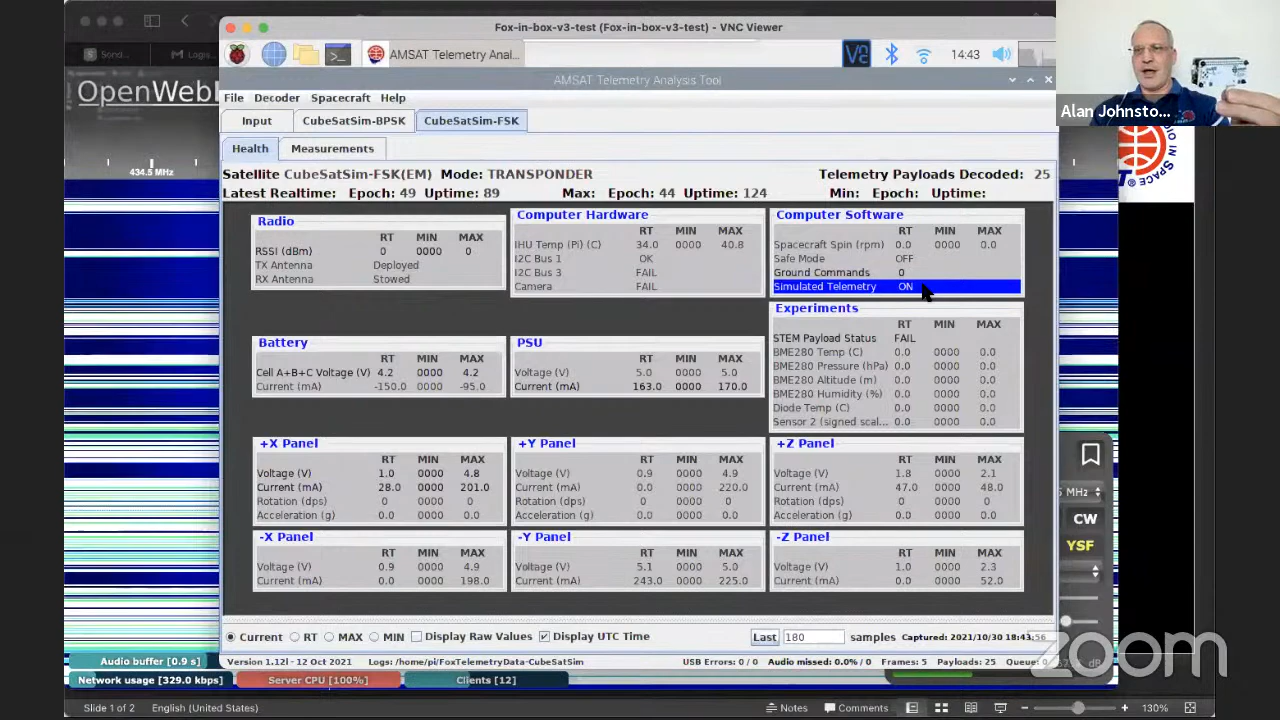 Fox-in-box-v3-test (Fox-in-box-v3-test) - VNC Viewer
AMSAT Telemetry Anal... 14:43
AMSAT Telemetry Analysis Tool
File Decoder Spacecraft Help
Input CubeSatSim-BPSK CubeSatSim-FSK
Health Measurements
Satellite CubeSatSim-FSK(EM) Mode: TRANSPONDER Telemetry Payloads Decoded: 25
Latest Realtime: Epoch: 49 Uptime: 89 Max: Epoch: 44 Uptime: 124 Min: Epoch: Uptime:
Radio
RT MIN MAX
RSSI (dBm) 0 0000 0
TX Antenna Deployed
RX Antenna Stowed
Computer Hardware
RT MIN MAX
IHU Temp (Pi) (C) 34.0 0000 40.8
I2C Bus 1 OK
I2C Bus 3 FAIL
Camera FAIL
Computer Software
RT MIN MAX
Spacecraft Spin (rpm) 0.0 0000 0.0
Safe Mode OFF
Ground Commands 0
Simulated Telemetry ON
Battery
RT MIN MAX
Cell A+B+C Voltage (V) 4.2 0000 4.2
Current (mA) -150.0 0000 -95.0
PSU
RT MIN MAX
Voltage (V) 5.0 0000 5.0
Current (mA) 163.0 0000 170.0
Experiments
RT MIN MAX
STEM Payload Status FAIL
BME280 Temp (C) 0.0 0000 0.0
BME280 Pressure (hPa) 0.0 0000 0.0
BME280 Altitude (m) 0.0 0000 0.0
BME280 Humidity (%) 0.0 0000 0.0
Diode Temp (C) 0.0 0000 0.0
Sensor 2 (signed scal... 0.0 0000 0.0
+X Panel
RT MIN MAX
Voltage (V) 1.0 0000 4.8
Current (mA) 28.0 0000 201.0
Rotation (dps) 0 0000 0
Acceleration (g) 0.0 0000 0.0
+Y Panel
RT MIN MAX
Voltage (V) 0.9 0000 4.9
Current (mA) 0.0 0000 220.0
Rotation (dps) 0 0000 0
Acceleration (g) 0.0 0000 0.0
+Z Panel
RT MIN MAX
Voltage (V) 1.8 0000 2.1
Current (mA) 47.0 0000 48.0
Rotation (dps) 0 0000 0
Acceleration (g) 0.0 0000 0.0
-X Panel
RT MIN MAX
Voltage (V) 0.9 0000 4.9
Current (mA) 0.0 0000 198.0
-Y Panel
RT MIN MAX
Voltage (V) 5.1 0000 5.0
Current (mA) 243.0 0000 225.0
-Z Panel
RT MIN MAX
Voltage (V) 1.0 0000 2.3
Current (mA) 0.0 0000 52.0
Current RT MAX MIN Display Raw Values Display UTC Time Last 180 samples Captured: 2021/10/30 18:43:56
Version 1.12l - 12 Oct 2021 Logs: /home/pi/FoxTelemetryData-CubeSatSim USB Errors: 0 / 0 Audio missed: 0.0% / 0 Frames: 5 Payloads: 25 Queue:
Alan Johnsto...
Sond...
Login
OpenWeb
434.5 MHz
MHz
CW
YSF
Audio buffer [0.9 s]
Network usage [329.0 kbps] Server CPU [100%] Clients [12]
dB
zoom
Slide 1 of 2 English (United States) Notes Comments 130%